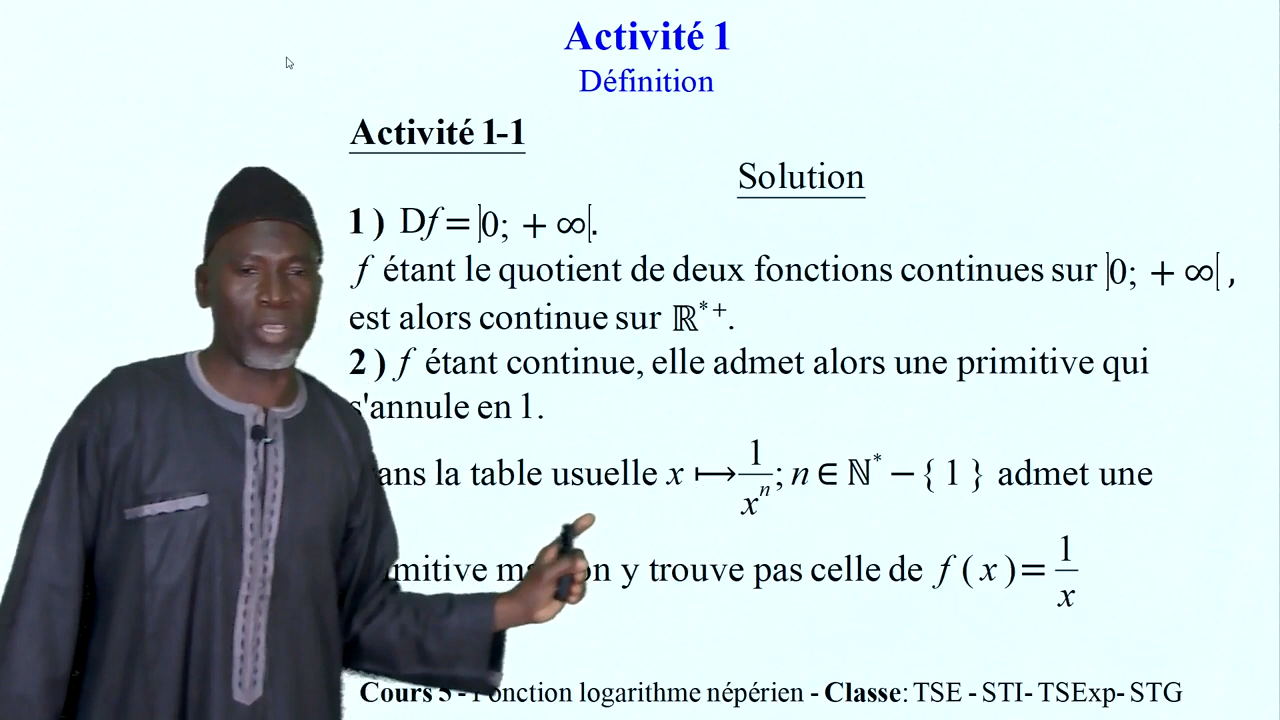 Activité 1
Définition
Activité 1-1
Solution
1 ) Df = ]0; + ∞[.
f étant le quotient de deux fonctions continues sur ]0; + ∞[ ,
est alors continue sur ℝ*⁺.
2 ) f étant continue, elle admet alors une primitive qui
s'annule en 1.
la table usuelle x ⟼ 1/xⁿ ; n ∈ ℕ* − { 1 } admet une
y trouve pas celle de f ( x ) = 1/x
Cours 5 - Fonction logarithme népérien - Classe: TSE - STI- TSExp- STG